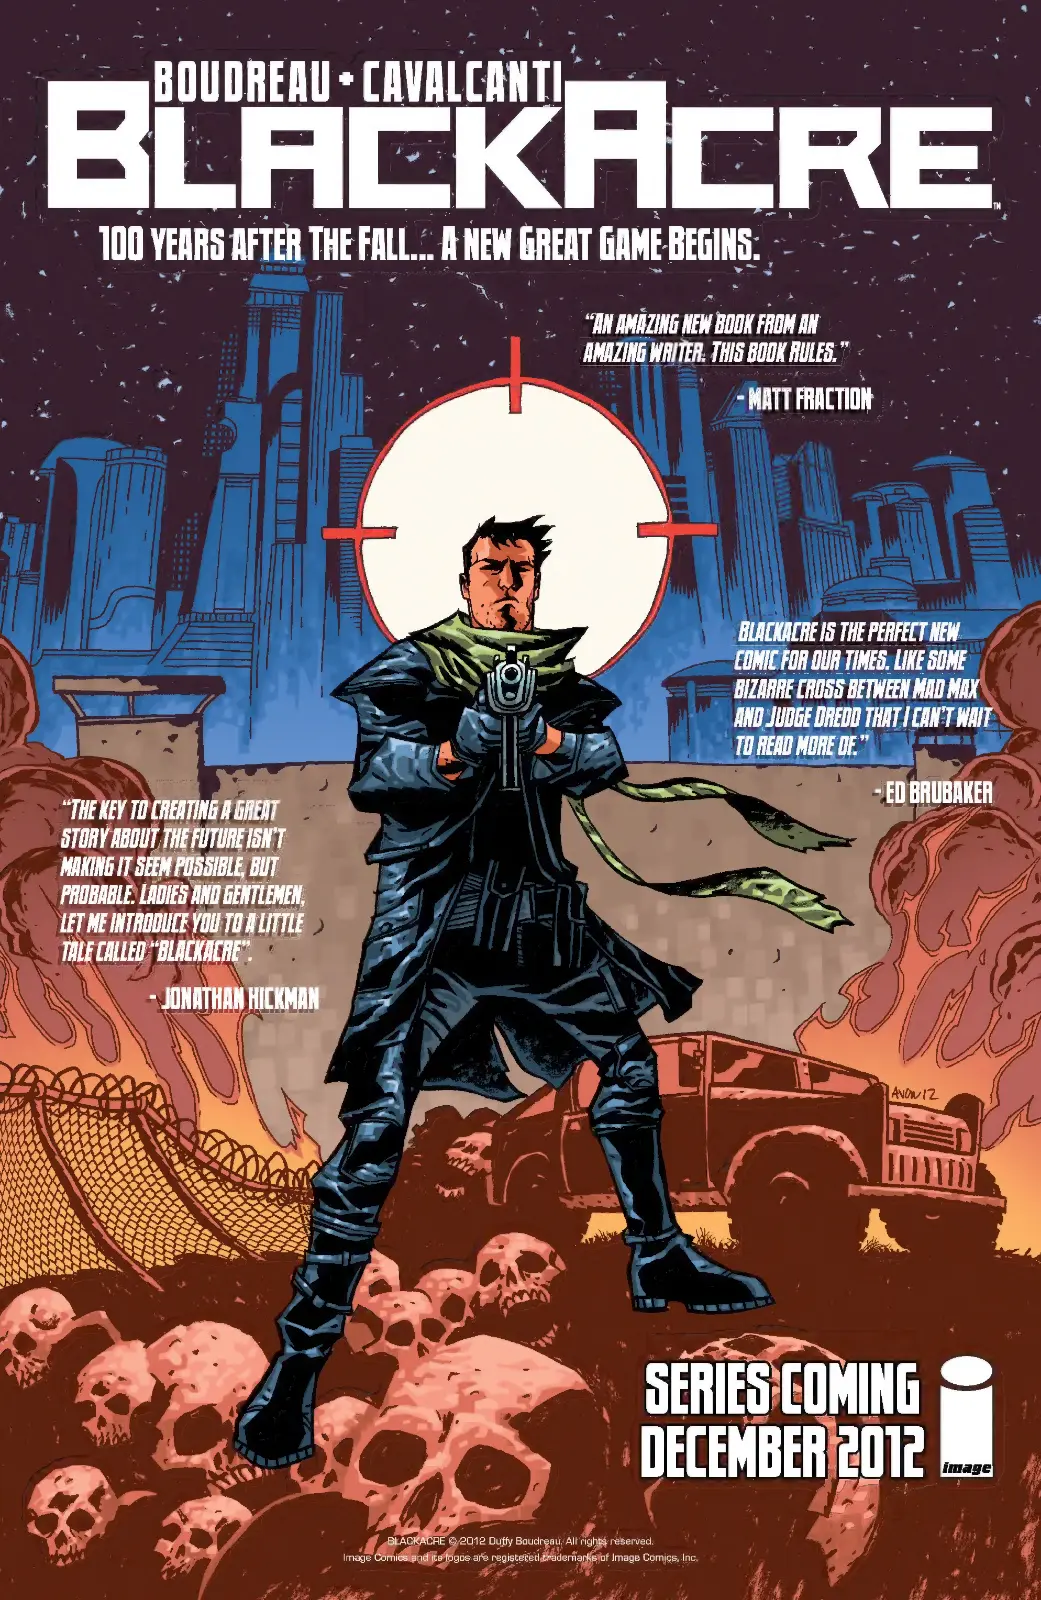 BOUDREAU + CAVALCANTI
BLACKACRE™
100 YEARS AFTER THE FALL... A NEW GREAT GAME BEGINS.
"AN AMAZING NEW BOOK FROM AN
AMAZING WRITER. THIS BOOK RULES."
- MATT FRACTION
BLACKACRE IS THE PERFECT NEW
COMIC FOR OUR TIMES. LIKE SOME
BIZARRE CROSS BETWEEN MAD MAX
AND JUDGE DREDD THAT I CAN'T WAIT
TO READ MORE OF."
- ED BRUBAKER
"THE KEY TO CREATING A GREAT
STORY ABOUT THE FUTURE ISN'T
MAKING IT SEEM POSSIBLE, BUT
PROBABLE. LADIES AND GENTLEMEN,
LET ME INTRODUCE YOU TO A LITTLE
TALE CALLED "BLACKACRE".
- JONATHAN HICKMAN
SERIES COMING
DECEMBER 2012
image
BLACKACRE © 2012 Duffy Boudreau. All rights reserved.
Image Comics and its logos are registered trademarks of Image Comics, Inc.